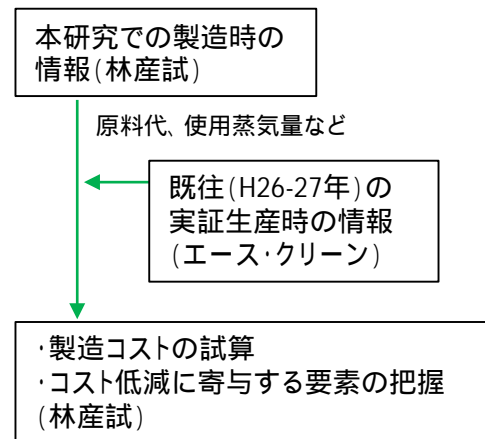 本研究での製造時の
情報(林産試)
原料代、使用蒸気量など
既往(H26-27年)の
実証生産時の情報
(エース・クリーン)
・製造コストの試算
・コスト低減に寄与する要素の把握
(林産試)